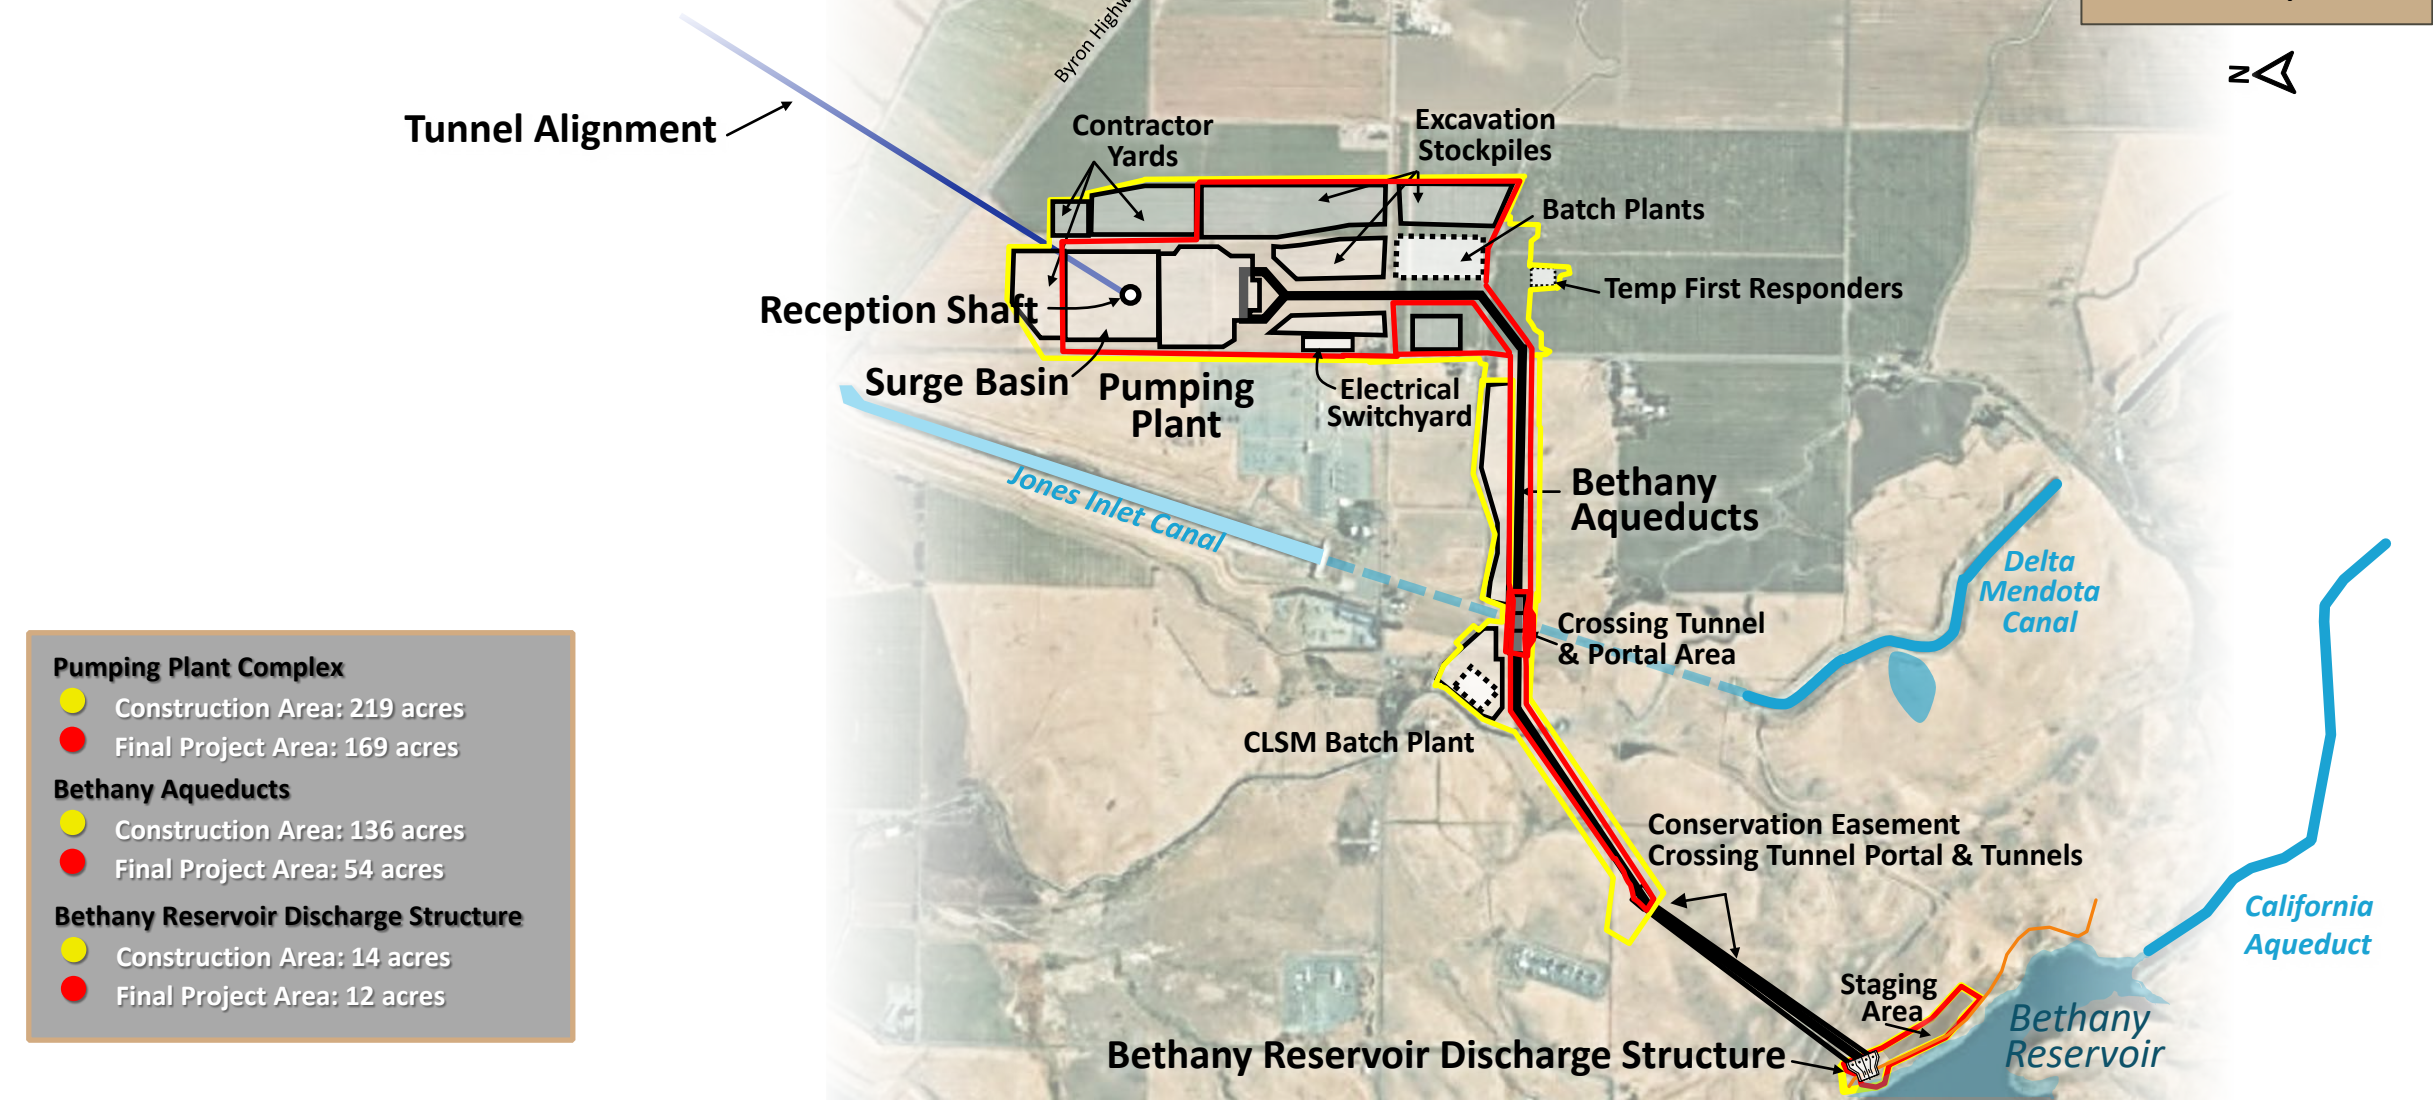 Byron Highw
N
Tunnel Alignment
Contractor
Yards
Excavation
Stockpiles
Batch Plants
Temp First Responders
Reception Shaft
Surge Basin
Pumping
Plant
Electrical
Switchyard
Jones Inlet Canal
Bethany
Aqueducts
Delta
Mendota
Canal
Crossing Tunnel
& Portal Area
CLSM Batch Plant
Pumping Plant Complex
Construction Area: 219 acres
Final Project Area: 169 acres
Bethany Aqueducts
Construction Area: 136 acres
Final Project Area: 54 acres
Bethany Reservoir Discharge Structure
Construction Area: 14 acres
Final Project Area: 12 acres
Conservation Easement
Crossing Tunnel Portal & Tunnels
California
Aqueduct
Staging
Area
Bethany
Reservoir
Bethany Reservoir Discharge Structure